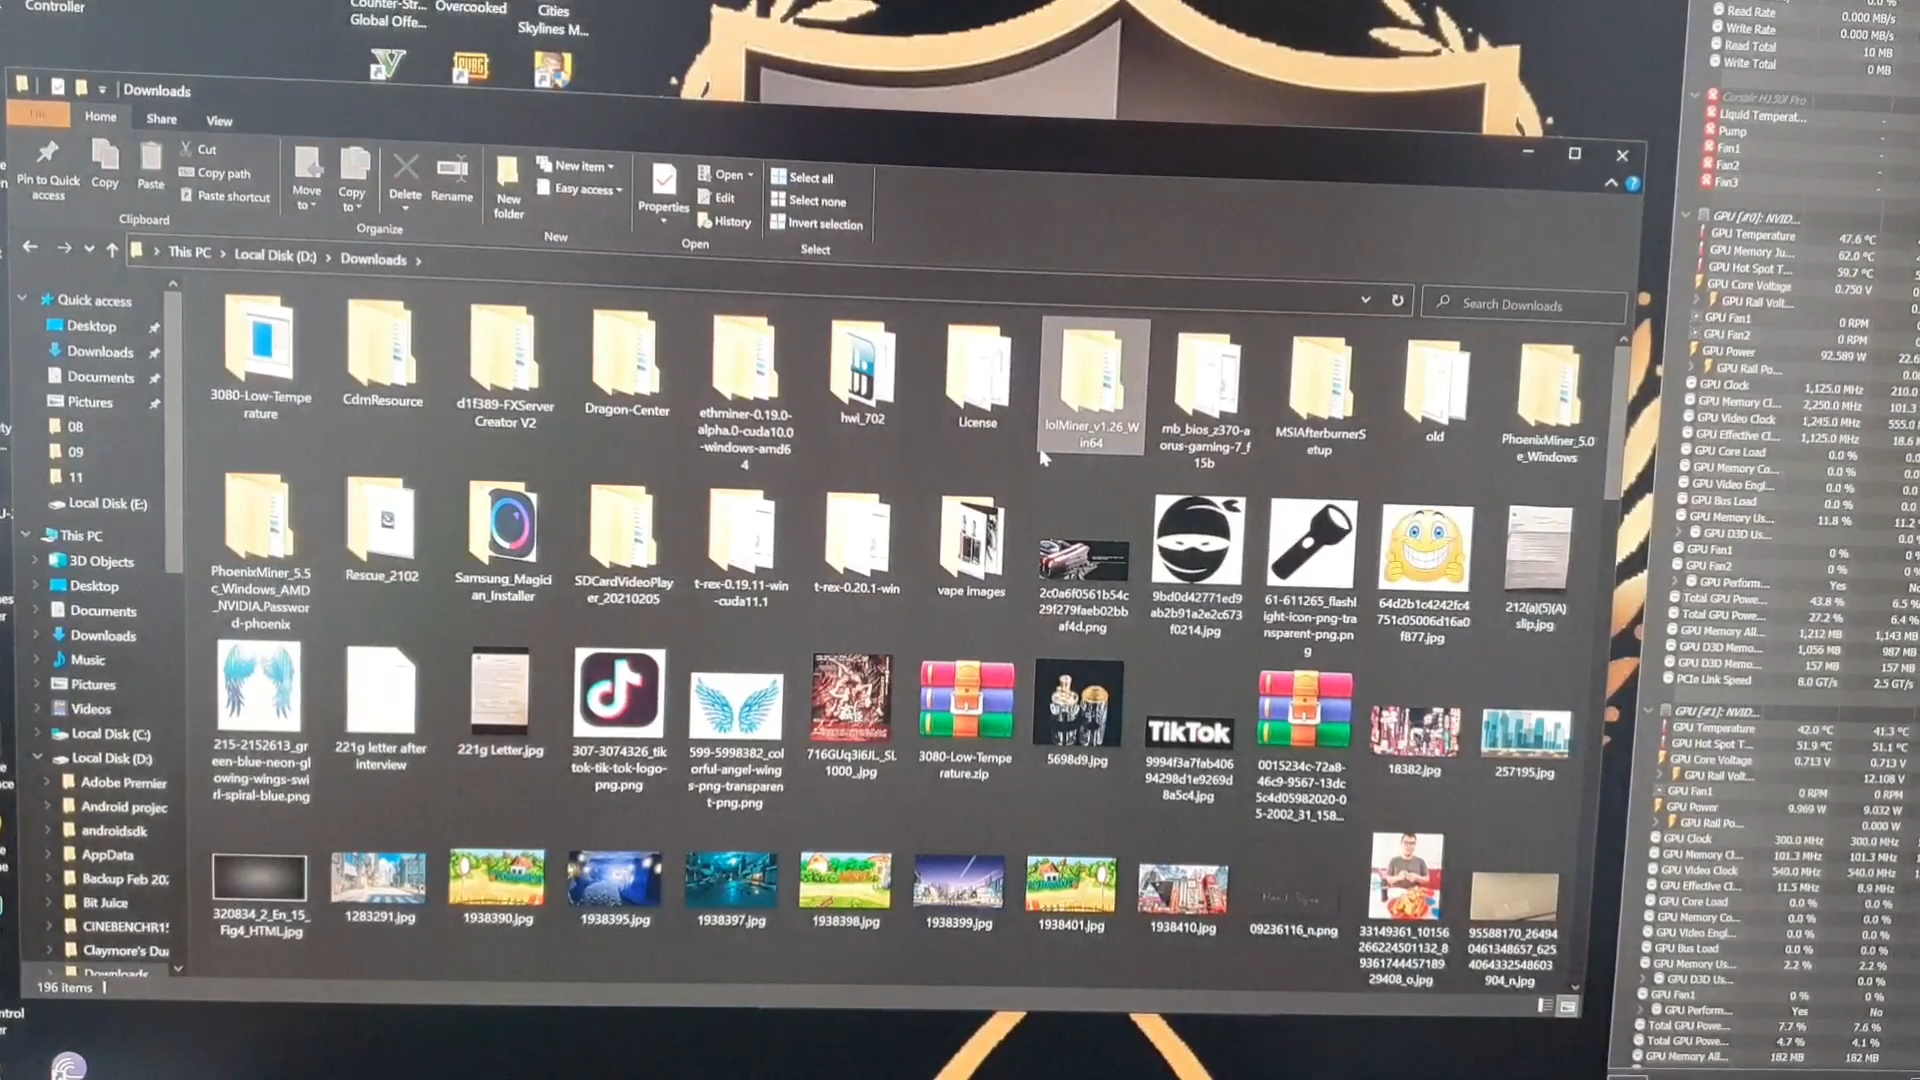 Controller
Counter-Str...
Global Offe...
Overcooked
Cities
Skylines M...
PUBG
Downloads
File
Home
Share
View
Pin to Quick
access
Copy
Paste
Cut
Copy path
Paste shortcut
Clipboard
Move
to
Copy
to
Delete
Rename
Organize
New
folder
New item
Easy access
New
Properties
Open
Edit
History
Open
Select all
Select none
Invert selection
Select
This PC
Local Disk (D:)
Downloads
Search Downloads
Quick access
Desktop
Downloads
Documents
Pictures
08
09
11
Local Disk (E:)
This PC
3D Objects
Desktop
Documents
Downloads
Music
Pictures
Videos
Local Disk (C:)
Local Disk (D:)
Adobe Premier
Android projec
androidsdk
AppData
Backup Feb 202
Bit Juice
CINEBENCHR15
Claymore's Dua
Downloads
196 items
3080-Low-Tempe
rature
CdmResource
d1f389-FXServer
Creator V2
Dragon-Center
ethminer-0.19.0-
alpha.0-cuda10.0
-windows-amd6
4
hwi_702
License
lolMiner_v1.26_W
in64
mb_bios_z370-a
orus-gaming-7_f
15b
MSIAfterburnerS
etup
old
PhoenixMiner_5.0
e_Windows
PhoenixMiner_5.5
c_Windows_AMD
_NVIDIA.Passwor
d-phoenix
Rescue_2102
Samsung_Magici
an_Installer
SDCardVideoPlay
er_20210205
t-rex-0.19.11-win
-cuda11.1
t-rex-0.20.1-win
vape images
2c0a6f0561b54c
29f279faeb02bb
af4d.png
9bd0d42771ed9
ab2b91a2e2c673
f0214.jpg
61-611265_flashl
ight-icon-png-tra
nsparent-png.pn
g
64d2b1c4242fc4
751c05006d16a0
f877.jpg
212(a)(5)(A)
slip.jpg
215-2152613_gr
een-blue-neon-gl
owing-wings-swi
rl-spiral-blue.png
221g letter after
interview
221g Letter.jpg
307-3074326_tik
tok-tik-tok-logo-
png.png
599-5998382_col
orful-angel-wing
s-png-transparen
t-png.png
716GUq3i6JL._SL
1000_.jpg
3080-Low-Tempe
rature.zip
5698d9.jpg
TikTok
9994f3a7fab406
94298d1e9269d
8a5c4.jpg
0015234c-72a8-
46c9-9567-13dc
5c4d05982020-0
5-2002_31_158...
18382.jpg
257195.jpg
320834_2_En_15_
Fig4_HTML.jpg
1283291.jpg
1938390.jpg
1938395.jpg
1938397.jpg
1938398.jpg
1938399.jpg
1938401.jpg
1938410.jpg
09236116_n.png
33149361_10156
266224501132_8
9361744457189
29408_o.jpg
95588170_26494
0461348657_625
4064332548603
904_n.jpg
Read Rate 0.000 MB/s
Write Rate 0.000 MB/s
Read Total 10 MB
Write Total 0 MB
Corsair H150i Pro
Liquid Temperat...
Pump
Fan1
Fan2
Fan3
GPU [#0]: NVID...
GPU Temperature 47.6 °C
GPU Memory Ju... 62.0 °C
GPU Hot Spot T... 59.7 °C
GPU Core Voltage 0.750 V
GPU Rail Volt...
GPU Fan1 0 RPM
GPU Fan2 0 RPM
GPU Power 92.589 W 22.6
GPU Rail Po...
GPU Clock 1,125.0 MHz 210.0
GPU Memory Cl... 2,250.0 MHz 101.3
GPU Video Clock 1,245.0 MHz 555.0
GPU Effective Cl... 1,125.0 MHz 18.6
GPU Core Load 0.0 %
GPU Memory Co... 0.0 %
GPU Video Engi... 0.0 %
GPU Bus Load 0.0 %
GPU Memory Us... 11.8 % 11.2
GPU D3D Us...
GPU Fan1 0 %
GPU Fan2 0 %
GPU Perform... Yes
Total GPU Powe... 43.8 % 6.5 %
Total GPU Powe... 27.2 % 6.4 %
GPU Memory All... 1,212 MB 1,143 MB
GPU D3D Memo... 1,056 MB 987 MB
GPU D3D Memo... 157 MB 157 MB
PCIe Link Speed 8.0 GT/s 2.5 GT/s
GPU [#1]: NVID...
GPU Temperature 42.0 °C 41.3 °C
GPU Hot Spot T... 51.9 °C 51.1 °C
GPU Core Voltage 0.713 V 0.713 V
GPU Rail Volt... 12.108 V
GPU Fan1 0 RPM 0 RPM
GPU Power 9.969 W 9.032 W
GPU Rail Po... 0.000 W
GPU Clock 300.0 MHz 300.0 MHz
GPU Memory Cl... 101.3 MHz 101.3 MHz
GPU Video Clock 540.0 MHz 540.0 MHz
GPU Effective Cl... 11.5 MHz 8.9 MHz
GPU Core Load 0.0 % 0.0 %
GPU Memory Co... 0.0 % 0.0 %
GPU Video Engi... 0.0 % 0.0 %
GPU Bus Load 0.0 % 0.0 %
GPU Memory Us... 2.2 % 2.2 %
GPU D3D Us... 0.0 %
GPU Fan1 0 % 0 %
GPU Perform... Yes No
Total GPU Powe... 7.7 % 7.6 %
Total GPU Powe... 4.7 % 4.1 %
GPU Memory All... 182 MB 182 MB